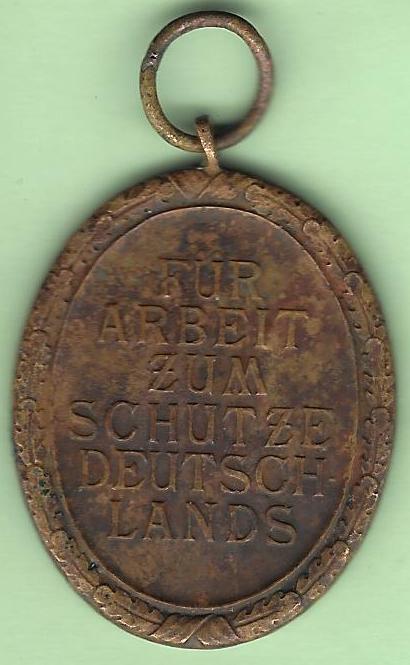 FÜR
ARBEIT
ZUM
SCHUTZE
DEUTSCH-
LANDS